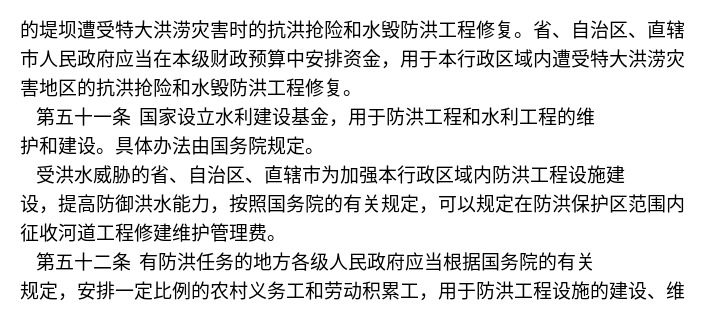 的堤坝遭受特大洪涝灾害时的抗洪抢险和水毁防洪工程修复。省、自治区、直辖
市人民政府应当在本级财政预算中安排资金，用于本行政区域内遭受特大洪涝灾
害地区的抗洪抢险和水毁防洪工程修复。
第五十一条 国家设立水利建设基金，用于防洪工程和水利工程的维
护和建设。具体办法由国务院规定。
受洪水威胁的省、自治区、直辖市为加强本行政区域内防洪工程设施建
设，提高防御洪水能力，按照国务院的有关规定，可以规定在防洪保护区范围内
征收河道工程修建维护管理费。
第五十二条 有防洪任务的地方各级人民政府应当根据国务院的有关
规定，安排一定比例的农村义务工和劳动积累工，用于防洪工程设施的建设、维